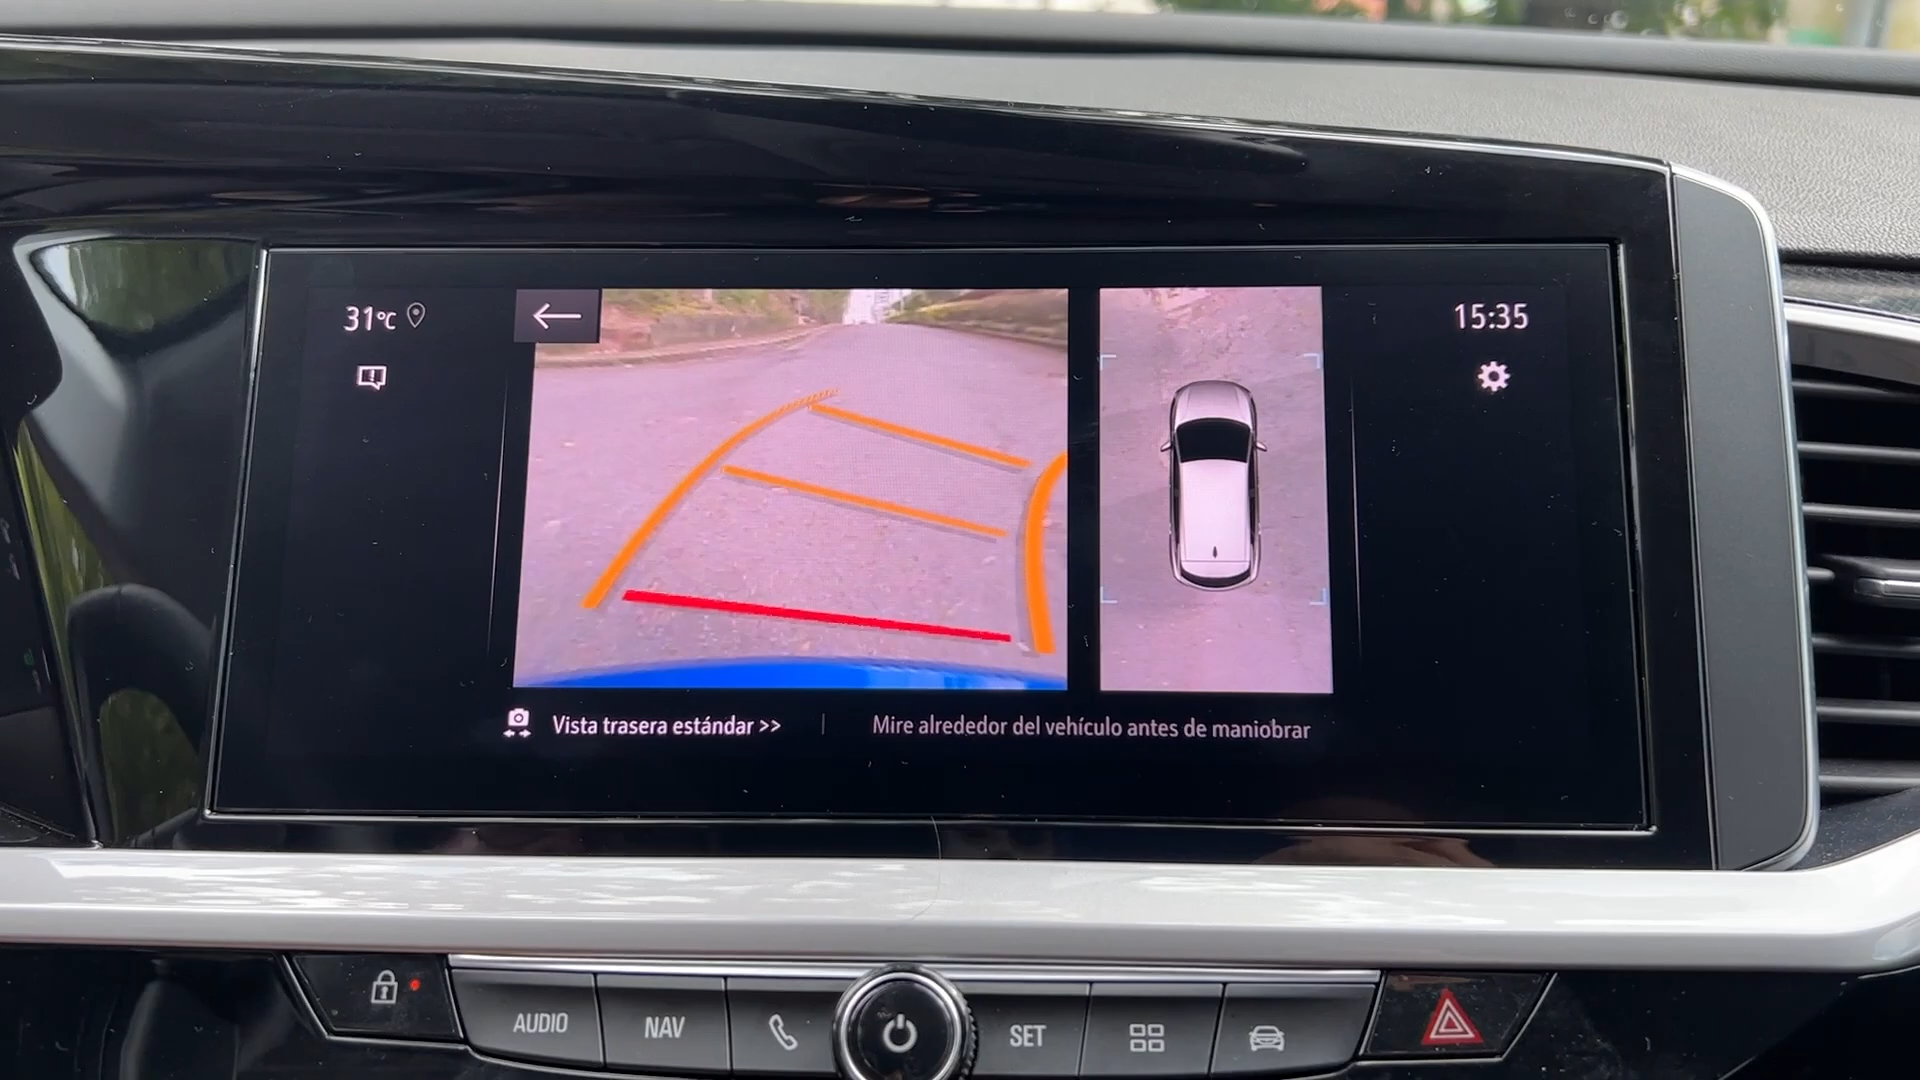 31°C
15:35
Vista trasera estándar >>
Mire alrededor del vehículo antes de maniobrar
AUDIO
NAV
SET